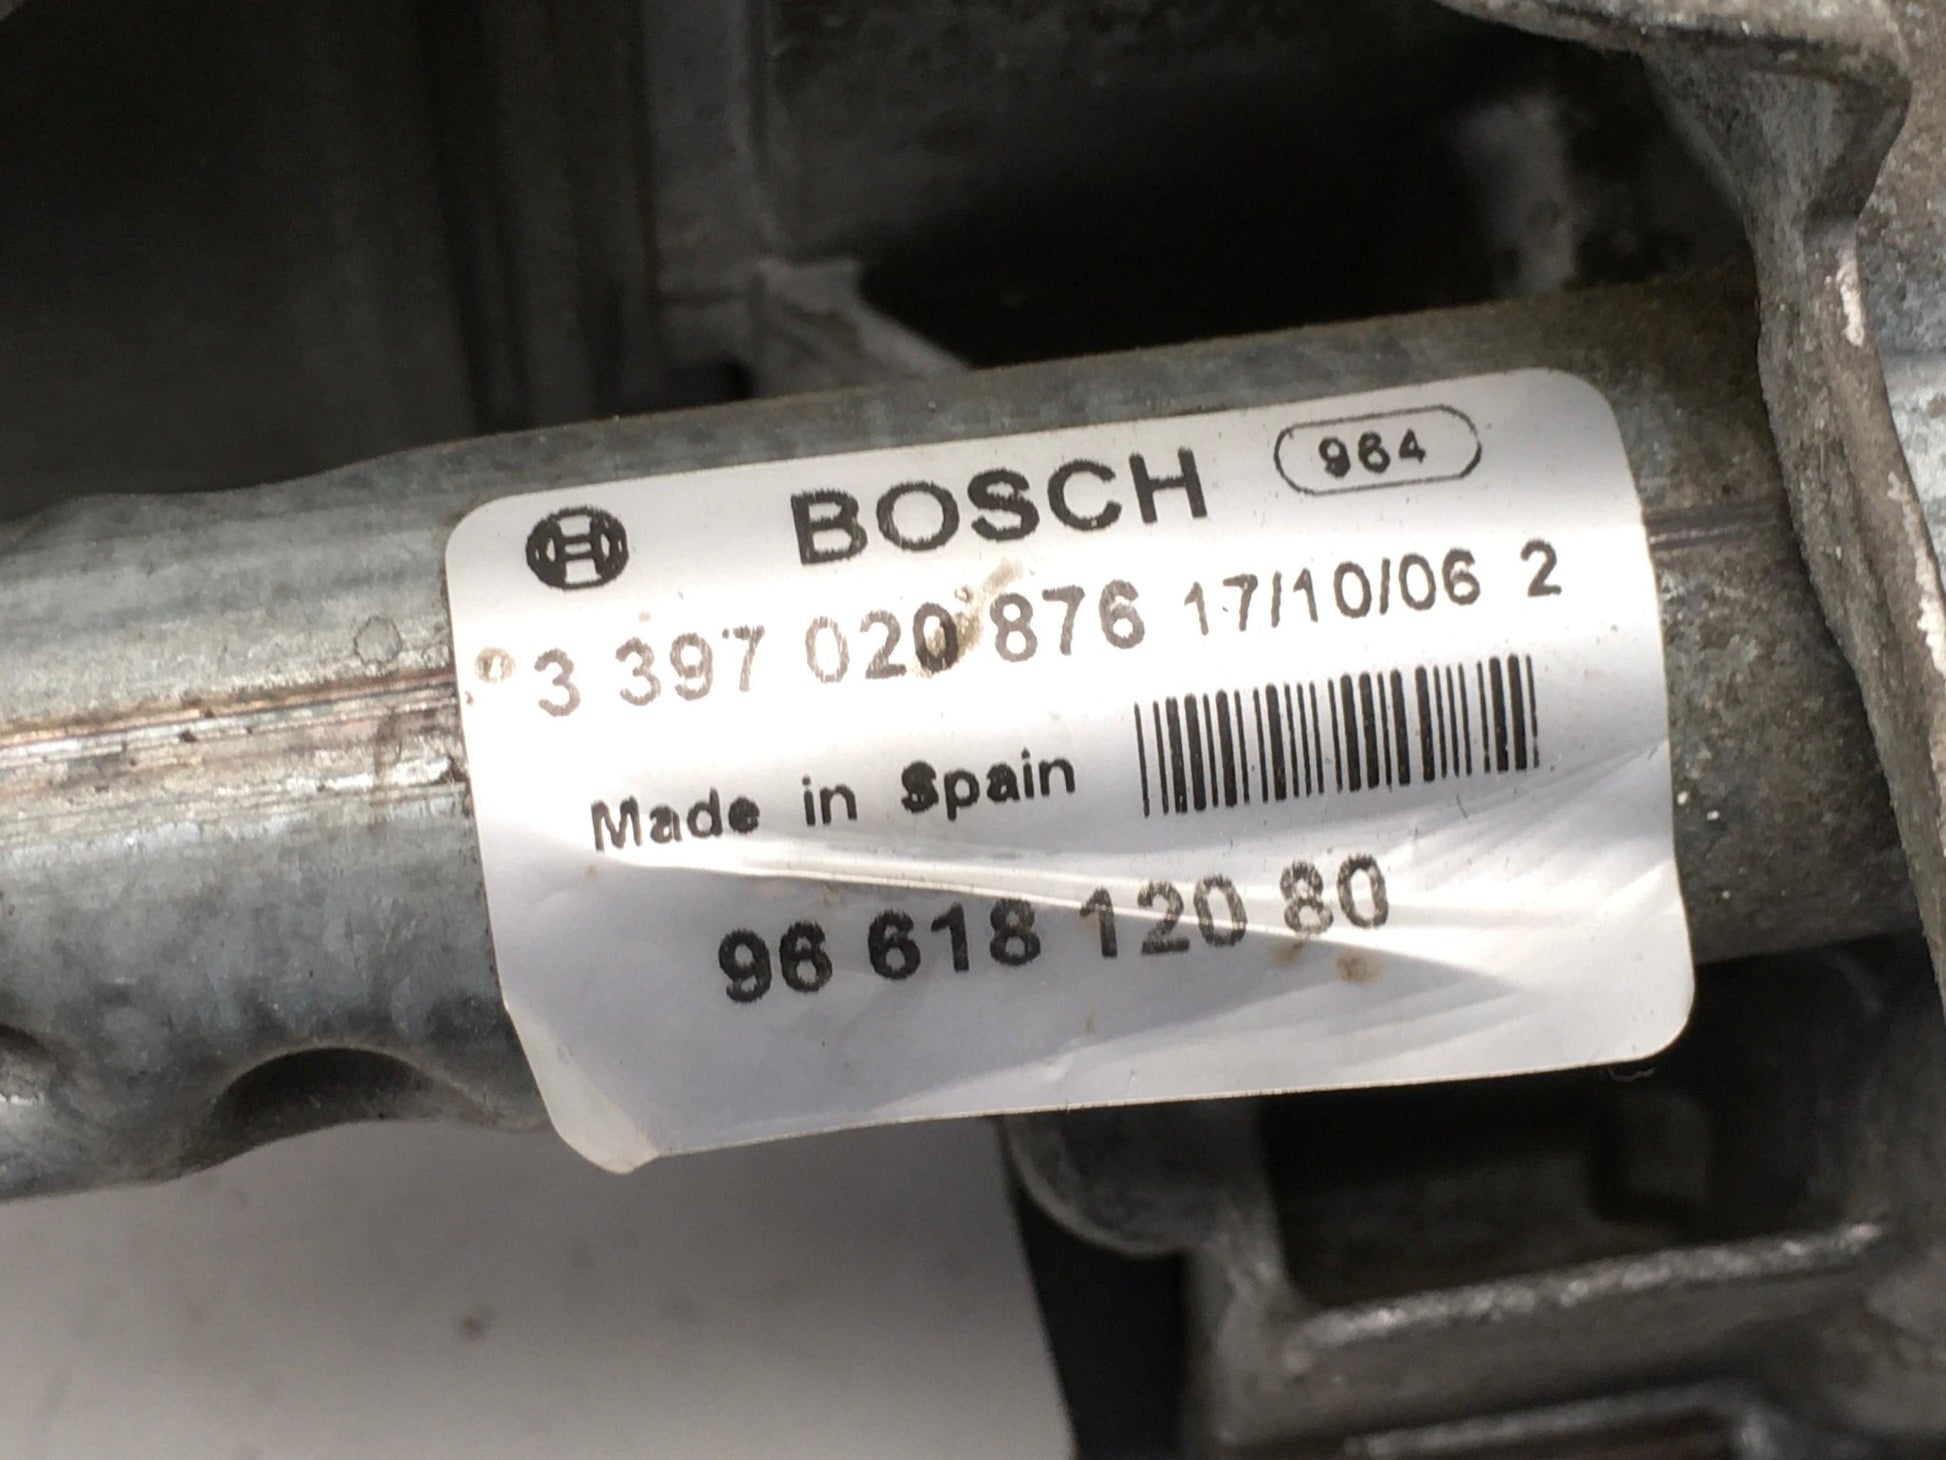 BOSCH 964
3 397 020 876 17/10/06 2
Made in Spain
96 618 120 80